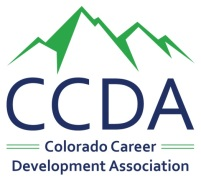 CCDA
Colorado Career
Development Association